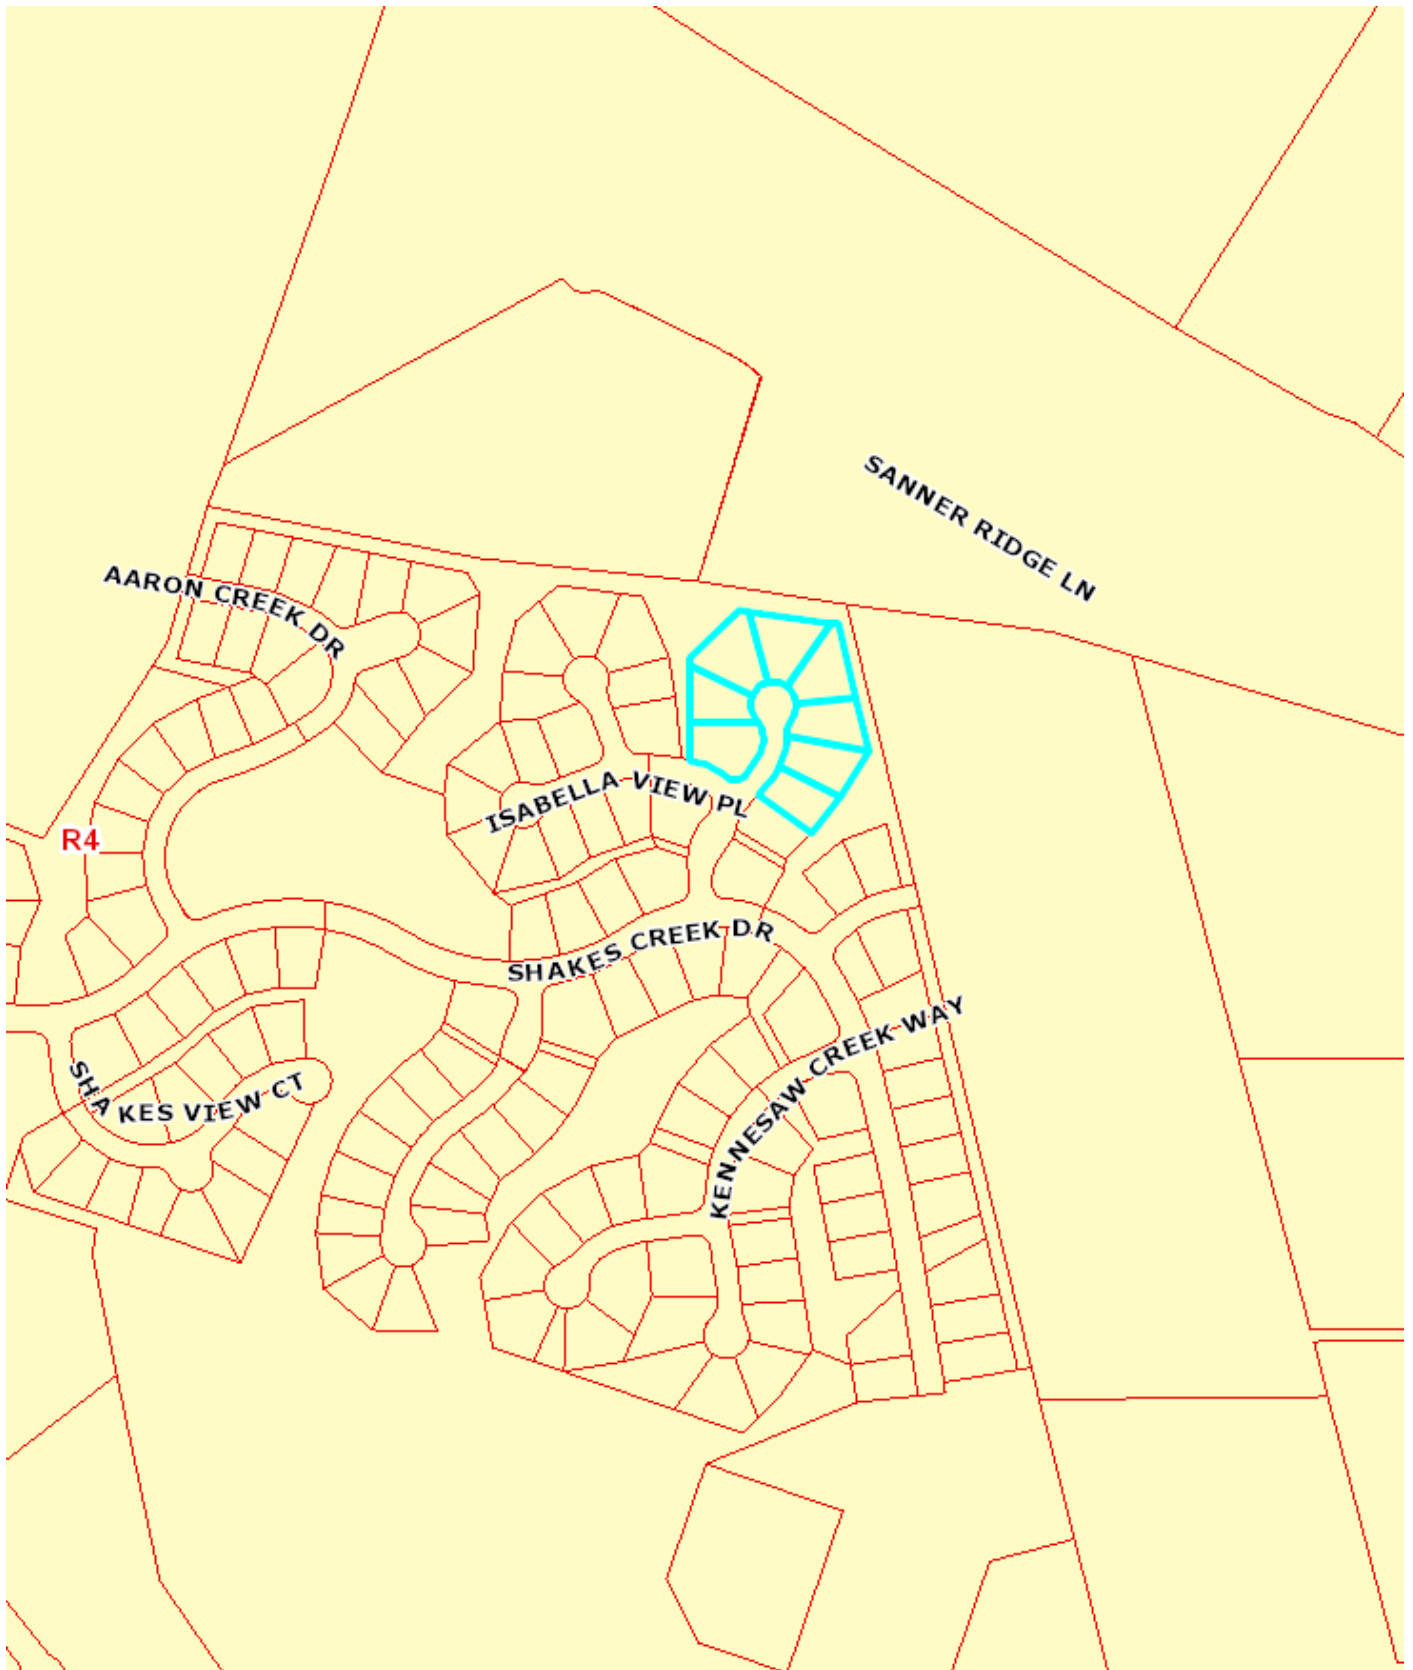 SANNER RIDGE LN
AARON CREEK DR
ISABELLA VIEW PL
R4
SHAKES CREEK DR
KENNESAW CREEK WAY
SHAKES VIEW CT